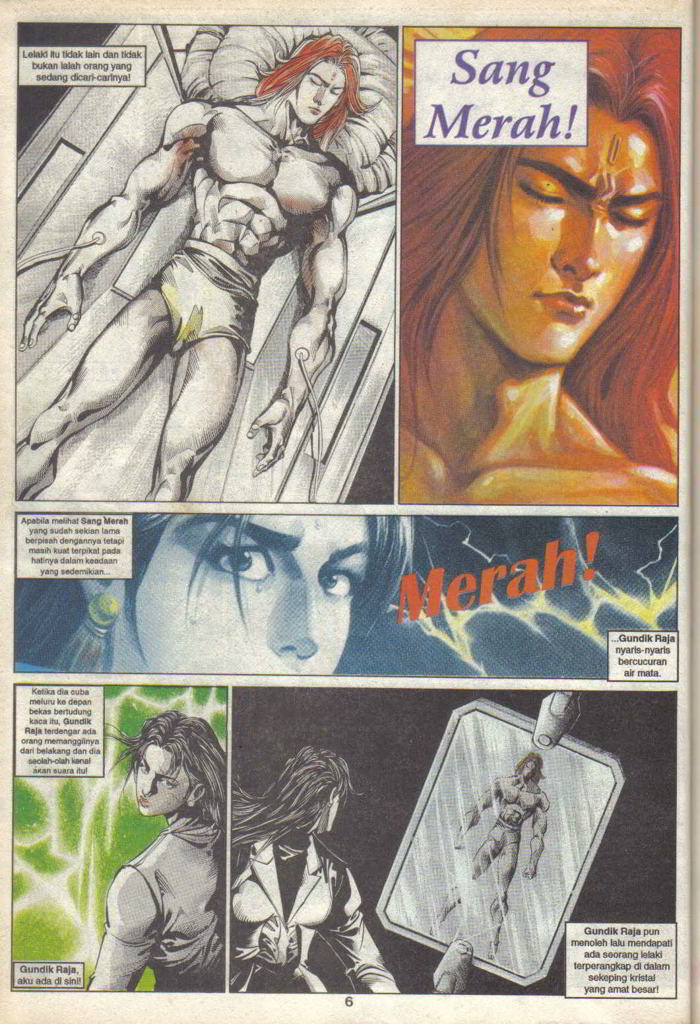 Lelaki itu tidak lain dan tidak
bukan ialah orang yang
sedang dicari-carinya!
Sang
Merah!
Apabila melihat Sang Merah
yang sudah sekian lama
berpisah dengannya tetapi
masih kuat terpikat pada
hatinya dalam keadaan
yang sedemikian...
Merah!
...Gundik Raja
nyaris-nyaris
bercucuran
air mata.
Ketika dia cuba
meluru ke depan
bekas bertudung
kaca itu, Gundik
Raja terdengar ada
orang memanggilnya
dari belakang dan dia
seolah-olah kenal
akan suara itu!
Gundik Raja,
aku ada di sini!
Gundik Raja pun
menoleh lalu mendapati
ada seorang lelaki
terperangkap di dalam
sekeping kristal
yang amat besar!
6